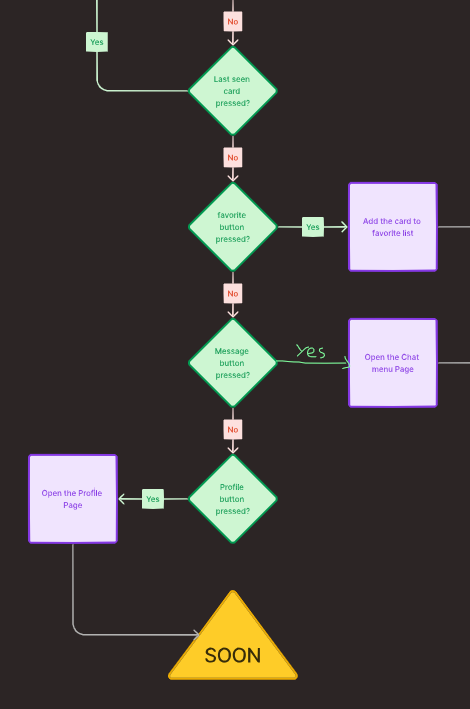 No
Yes
Last seen
card
pressed?
No
favorite
button
pressed?
Yes
Add the card to
favorite list
No
Message
button
pressed?
Yes
Open the Chat
menu Page
No
Open the Profile
Page
Yes
Profile
button
pressed?
SOON